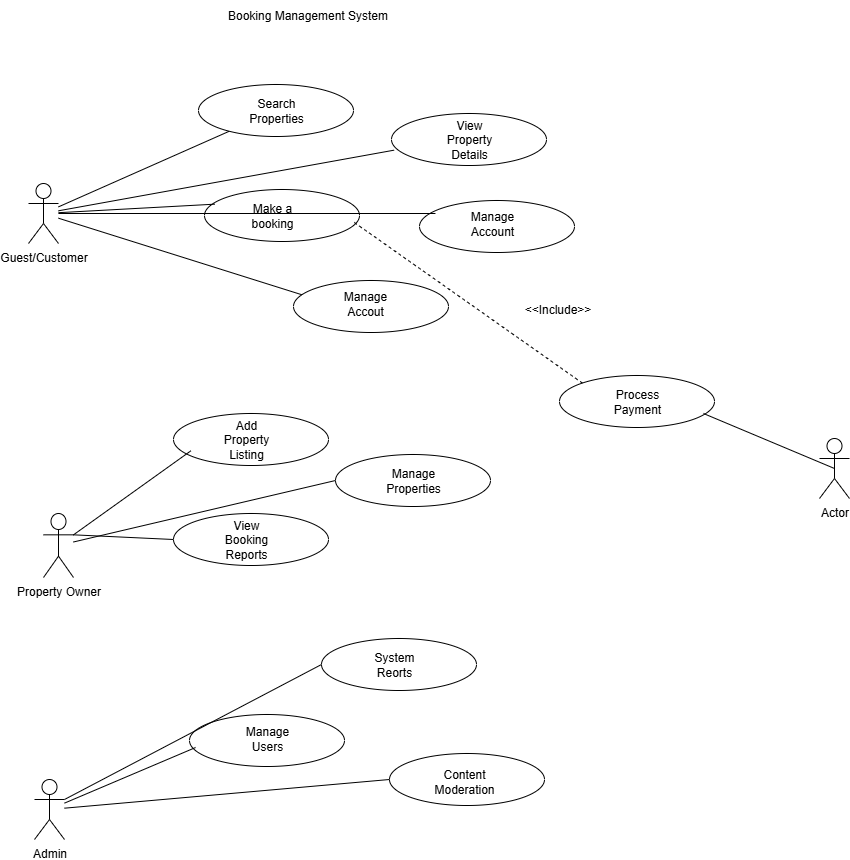 Booking Management System
Search
Properties
View
Property
Details
Make a
booking
Manage
Account
Guest/Customer
Manage
Accout
<<Include>>
Process
Payment
Add
Property
Listing
Manage
Properties
Actor
View
Booking
Reports
Property Owner
System
Reorts
Manage
Users
Content
Moderation
Admin